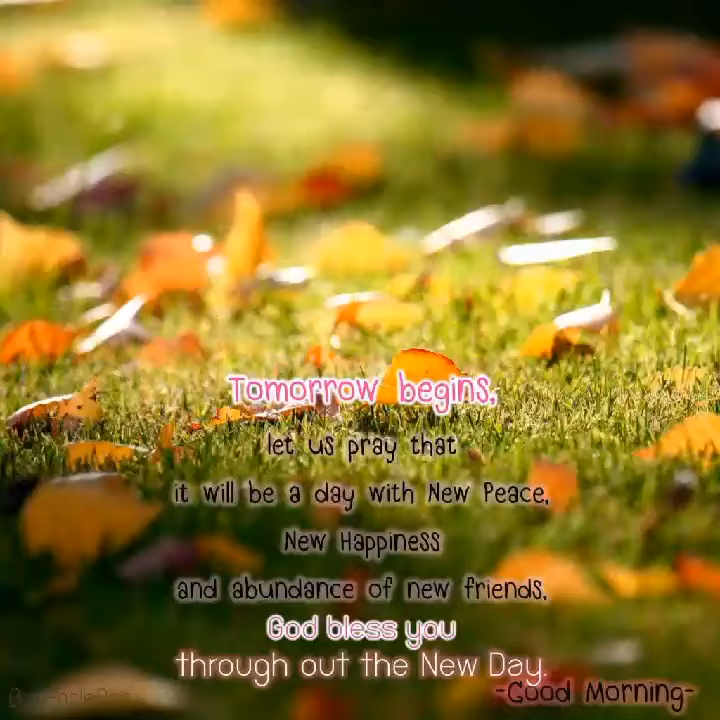 Tomorrow begins,
let us pray that
it will be a day with New Peace,
New Happiness
and abundance of new friends.
God bless you
through out the New Day.
-Good Morning-